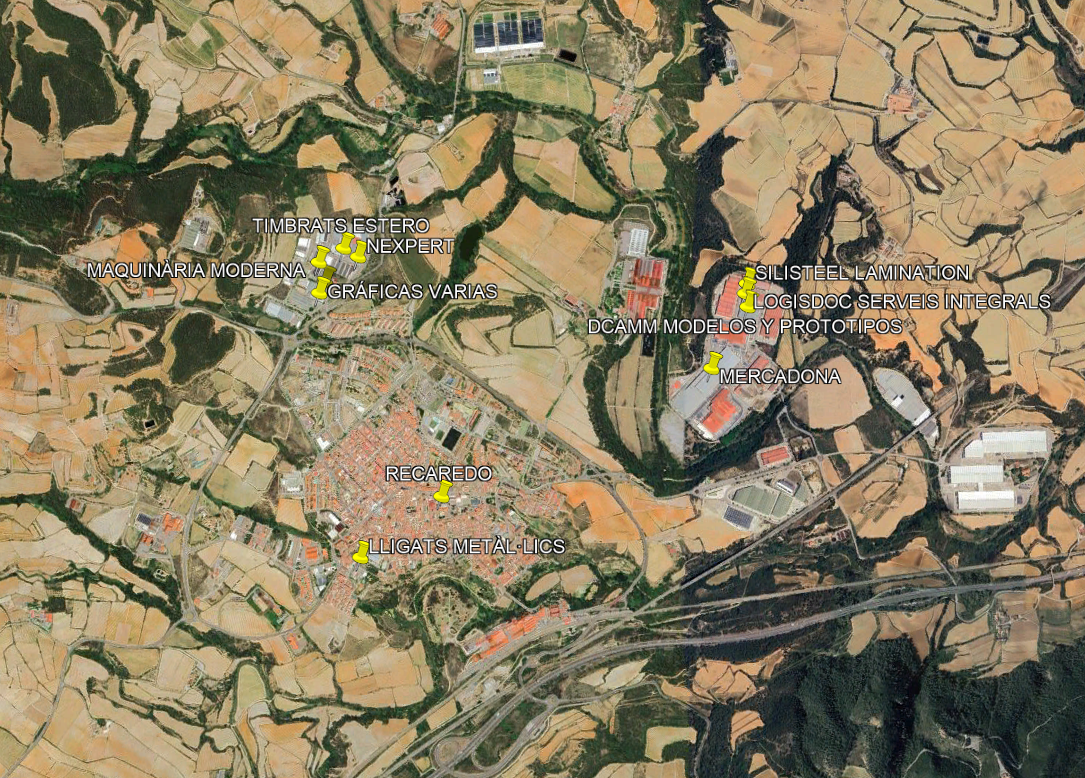 TIMBRATS ESTERO
NEXPERT
MAQUINÀRIA MODERNA
GRÁFICAS VARIAS
SILISTEEL LAMINATION
LOGISDOC SERVEIS INTEGRALS
DCAMM MODELOS Y PROTOTIPOS
MERCADONA
RECAREDO
LLIGATS METÀL·LICS